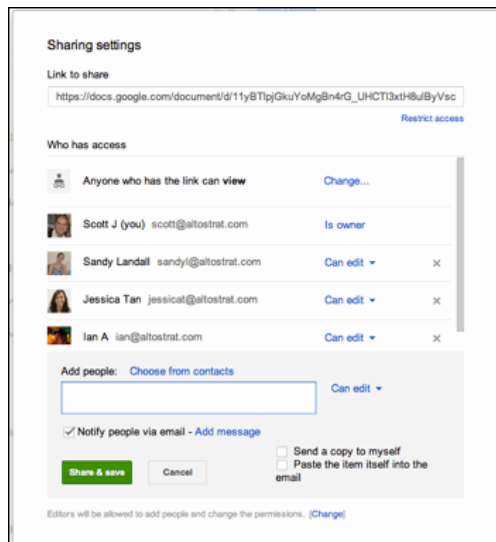 Sharing settings
Link to share
https://docs.google.com/document/d/11yBTlpjGkuYoMgBn4rG_UHCTl3xtH8ulByVsc
Restrict access
Who has access
Anyone who has the link can view Change...
Scott J (you) scott@altostrat.com Is owner
Sandy Landall sandyl@altostrat.com Can edit
Jessica Tan jessicat@altostrat.com Can edit
Ian A ian@altostrat.com Can edit
Add people: Choose from contacts
Can edit
Notify people via email - Add message
Send a copy to myself
Paste the item itself into the
email
Share & save Cancel
Editors will be allowed to add people and change the permissions. [Change]